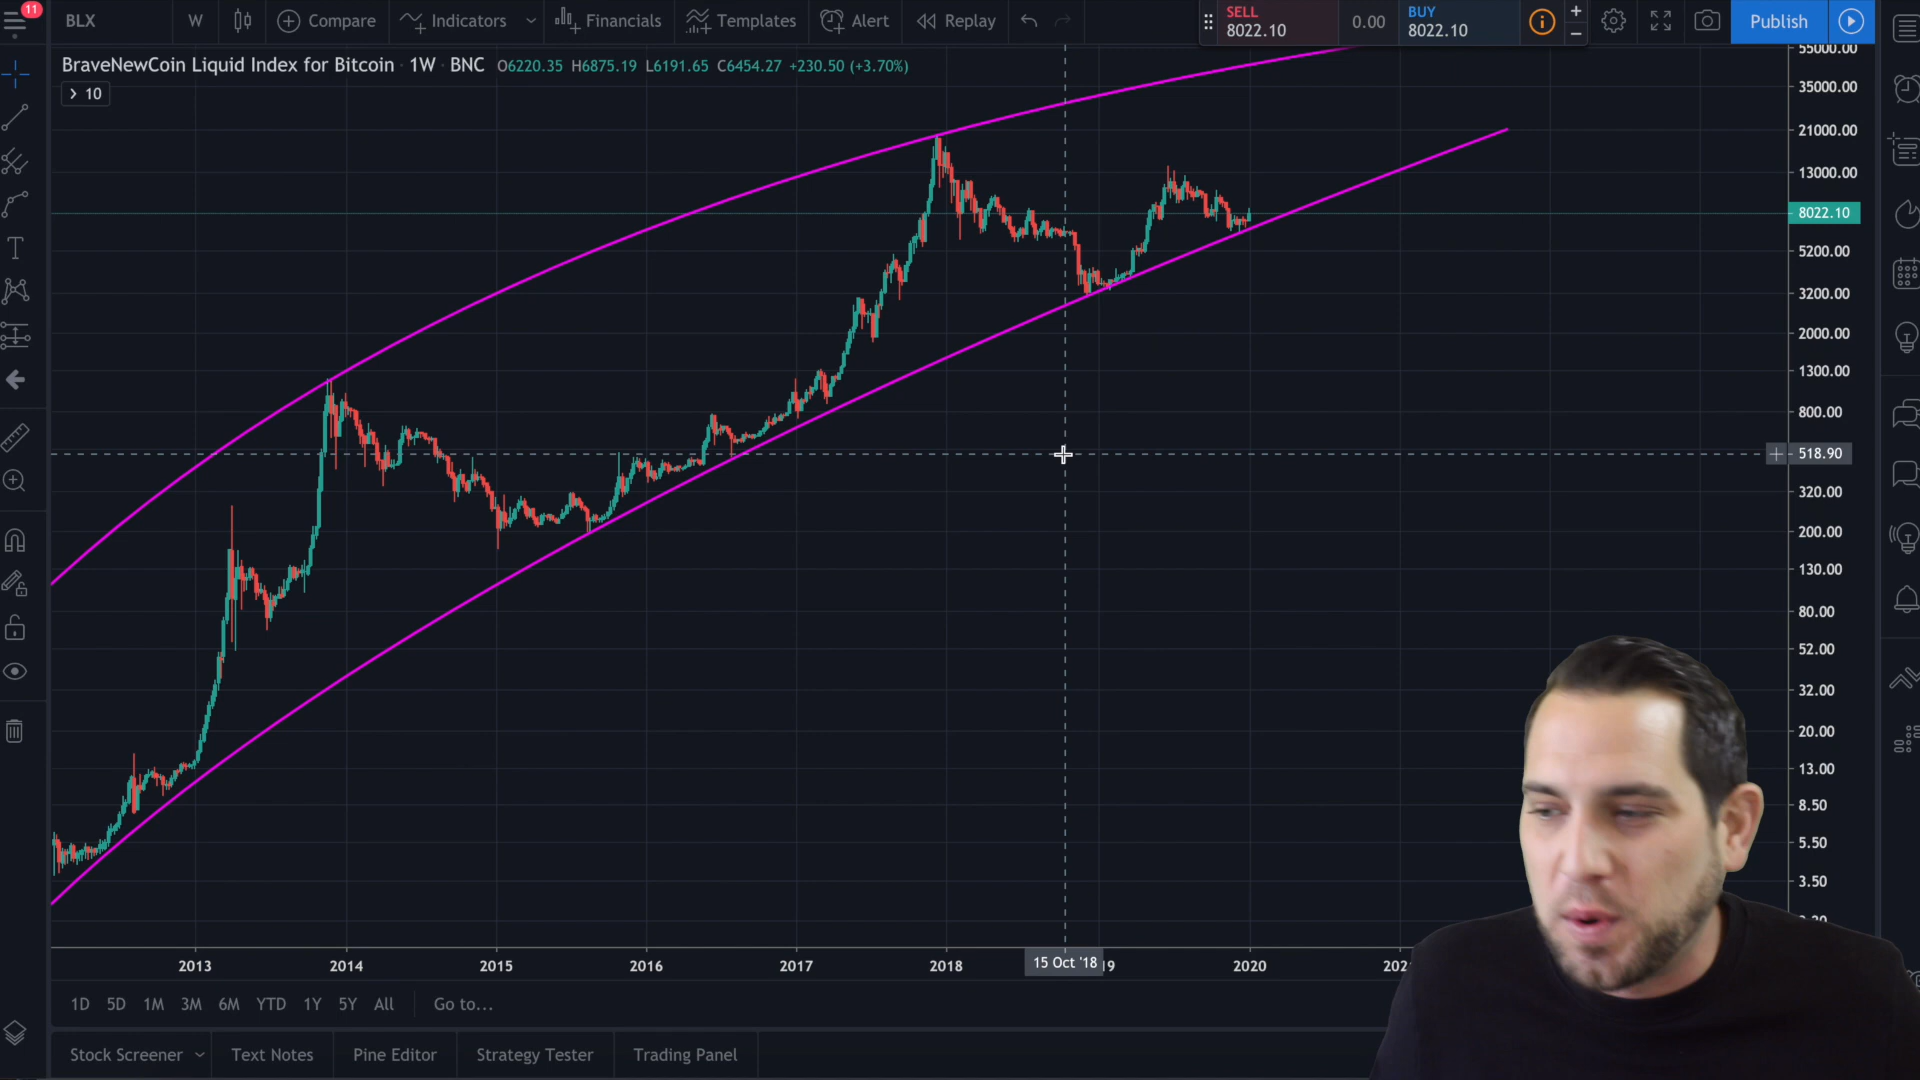 11
BLX
W
Compare
Indicators
Financials
Templates
Alert
Replay
SELL
8022.10
0.00
BUY
8022.10
Publish
BraveNewCoin Liquid Index for Bitcoin · 1W · BNC O6220.35 H6875.19 L6191.65 C6454.27 +230.50 (+3.70%)
10
55000.00
35000.00
21000.00
13000.00
8022.10
5200.00
3200.00
2000.00
1300.00
800.00
518.90
320.00
200.00
130.00
80.00
52.00
32.00
20.00
13.00
8.50
5.50
3.50
2013
2014
2015
2016
2017
2018
15 Oct '18
2020
1D 5D 1M 3M 6M YTD 1Y 5Y All
Go to...
Stock Screener
Text Notes
Pine Editor
Strategy Tester
Trading Panel